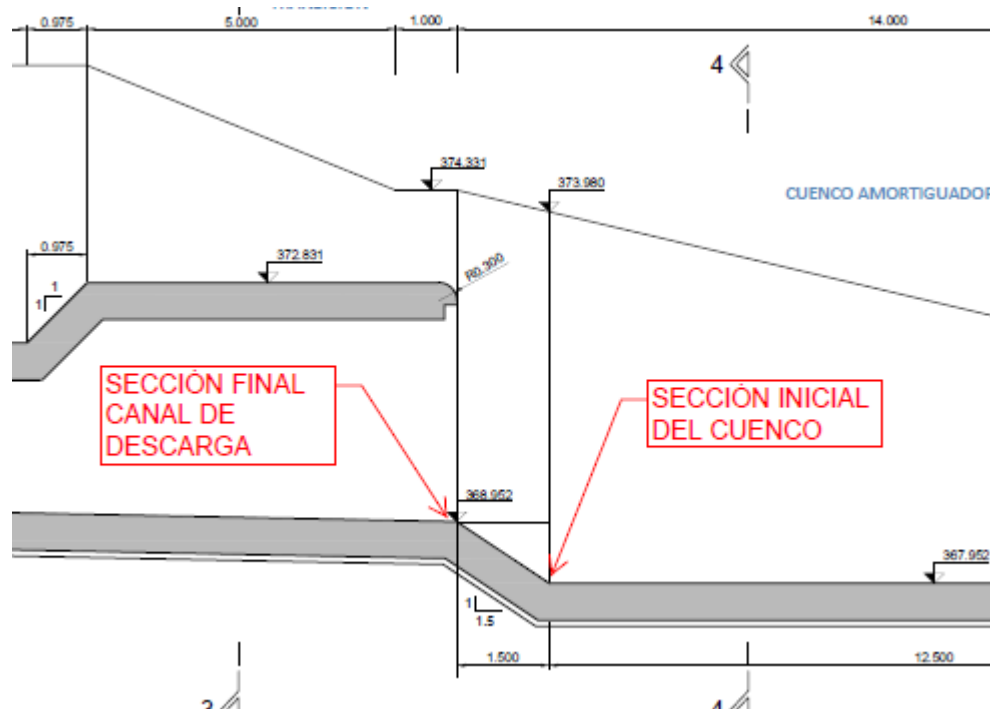 0.975
5.000
1.000
14.000
4
374.331
373.980
CUENCO AMORTIGUADOR
0.975
372.831
R0.300
1
1
SECCIÓN FINAL
CANAL DE
DESCARGA
SECCIÓN INICIAL
DEL CUENCO
368.952
367.952
1
1.5
1.500
12.500
3
4